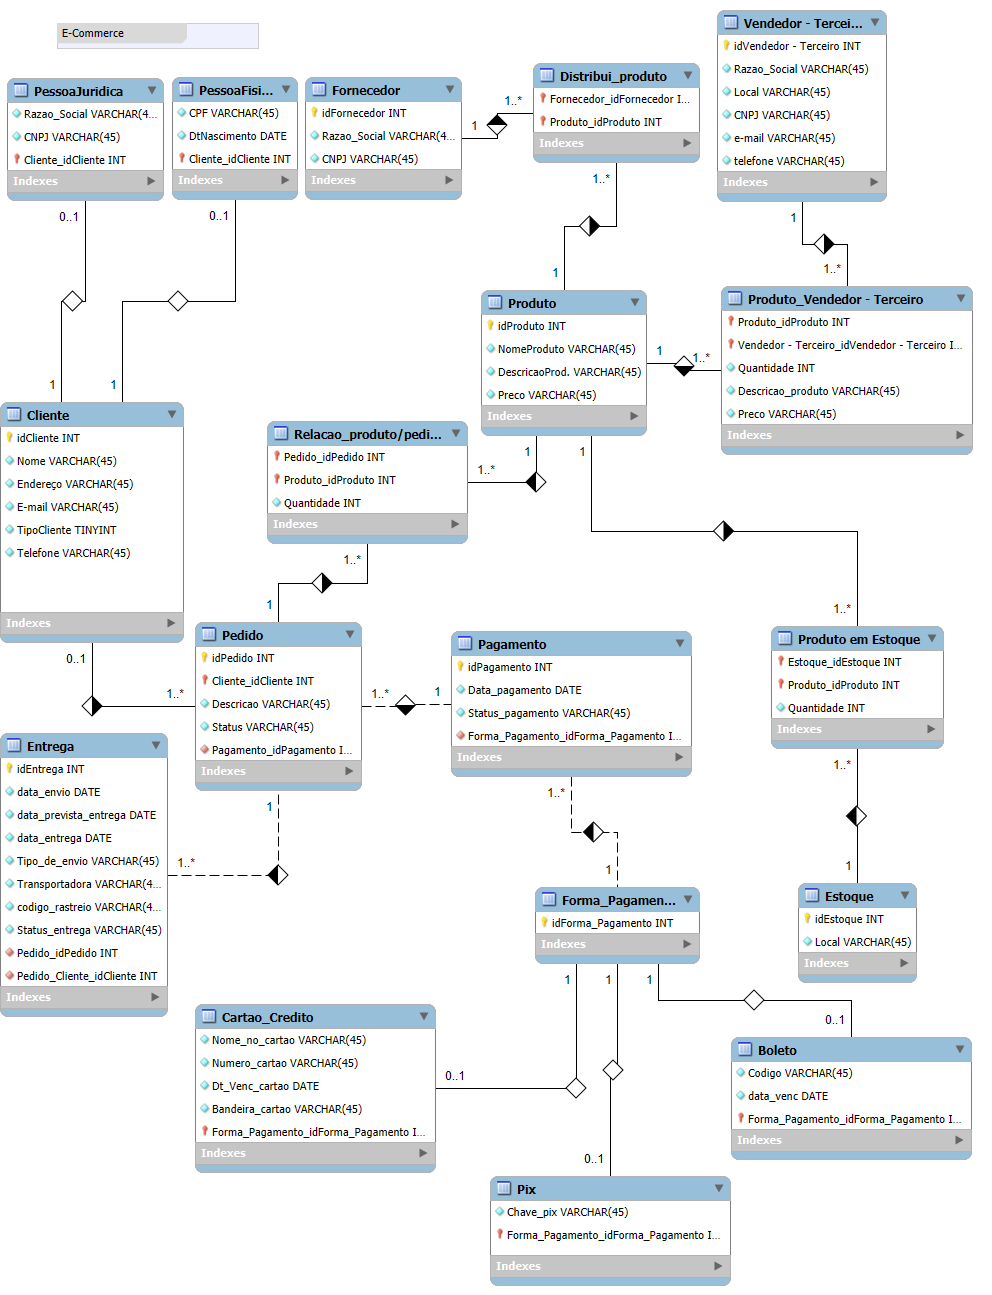 E-Commerce
PessoaJuridica
Razao_Social VARCHAR(4...
CNPJ VARCHAR(45)
Cliente_idCliente INT
Indexes
PessoaFisi...
CPF VARCHAR(45)
DtNascimento DATE
Cliente_idCliente INT
Indexes
Fornecedor
idFornecedor INT
Razao_Social VARCHAR(45)
CNPJ VARCHAR(45)
Indexes
1
1..*
Distribui_produto
Fornecedor_idFornecedor I...
Produto_idProduto INT
Indexes
Vendedor - Tercei...
idVendedor - Terceiro INT
Razao_Social VARCHAR(45)
Local VARCHAR(45)
CNPJ VARCHAR(45)
e-mail VARCHAR(45)
telefone VARCHAR(45)
Indexes
0..1
0..1
1..*
1
1
1..*
1
1
1
Produto
idProduto INT
NomeProduto VARCHAR(45)
DescricaoProd. VARCHAR(45)
Preco VARCHAR(45)
Indexes
1
1..*
Produto_Vendedor - Terceiro
Produto_idProduto INT
Vendedor - Terceiro_idVendedor - Terceiro I...
Quantidade INT
Descricao_produto VARCHAR(45)
Preco VARCHAR(45)
Indexes
Cliente
idCliente INT
Nome VARCHAR(45)
Endereço VARCHAR(45)
E-mail VARCHAR(45)
TipoCliente TINYINT
Telefone VARCHAR(45)
Indexes
Relacao_produto/pedi...
Pedido_idPedido INT
Produto_idProduto INT
Quantidade INT
Indexes
1..*
1
1
1..*
1
1..*
0..1
1..*
Pedido
idPedido INT
Cliente_idCliente INT
Descricao VARCHAR(45)
Status VARCHAR(45)
Pagamento_idPagamento I...
Indexes
1..*
1
Pagamento
idPagamento INT
Data_pagamento DATE
Status_pagamento VARCHAR(45)
Forma_Pagamento_idForma_Pagamento I...
Indexes
Produto em Estoque
Estoque_idEstoque INT
Produto_idProduto INT
Quantidade INT
Indexes
Entrega
idEntrega INT
data_envio DATE
data_prevista_entrega DATE
data_entrega DATE
Tipo_de_envio VARCHAR(45)
Transportadora VARCHAR(4...
codigo_rastreio VARCHAR(4...
Status_entrega VARCHAR(45)
Pedido_idPedido INT
Pedido_Cliente_idCliente INT
Indexes
1
1..*
1..*
1
1..*
1
Forma_Pagamen...
idForma_Pagamento INT
Indexes
Estoque
idEstoque INT
Local VARCHAR(45)
Indexes
1
1
1
Cartao_Credito
Nome_no_cartao VARCHAR(45)
Numero_cartao VARCHAR(45)
Dt_Venc_cartao DATE
Bandeira_cartao VARCHAR(45)
Forma_Pagamento_idForma_Pagamento I...
Indexes
0..1
0..1
0..1
Boleto
Codigo VARCHAR(45)
data_venc DATE
Forma_Pagamento_idForma_Pagamento I...
Indexes
Pix
Chave_pix VARCHAR(45)
Forma_Pagamento_idForma_Pagamento I...
Indexes